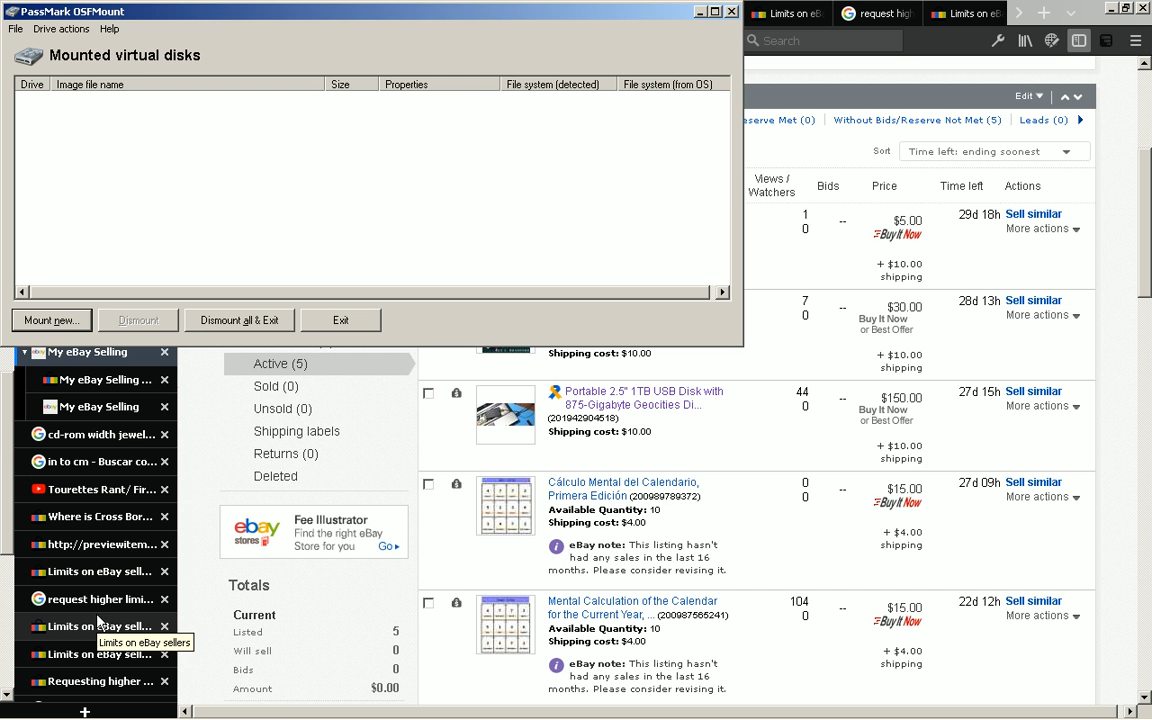 PassMark OSFMount
File Drive actions Help
Mounted virtual disks
Drive Image file name Size Properties File system (detected) File system (from OS)
Mount new... Dismount Dismount all & Exit Exit
Limits on eB
request high
Limits on eB
Search
Edit
eserve Met (0) Without Bids/Reserve Not Met (5) Leads (0)
Sort Time left: ending soonest
Views / Watchers Bids Price Time left Actions
1
0
--
$5.00
Buy It Now
+ $10.00
shipping
29d 18h
Sell similar
More actions
7
0
--
$30.00
Buy It Now
or Best Offer
+ $10.00
shipping
28d 13h
Sell similar
More actions
Shipping cost: $10.00
Portable 2.5" 1TB USB Disk with
875-Gigabyte Geocities Di...
(201942904518)
Shipping cost: $10.00
44
0
--
$150.00
Buy It Now
or Best Offer
+ $10.00
shipping
27d 15h
Sell similar
More actions
Cálculo Mental del Calendario,
Primera Edición (200989789372)
Available Quantity: 10
Shipping cost: $4.00
eBay note: This listing hasn't
had any sales in the last 16
months. Please consider revising it.
0
0
--
$15.00
Buy It Now
+ $4.00
shipping
27d 09h
Sell similar
More actions
Mental Calculation of the Calendar
for the Current Year, ... (200987565241)
Available Quantity: 10
Shipping cost: $4.00
eBay note: This listing hasn't
had any sales in the last 16
months. Please consider revising it.
104
0
--
$15.00
Buy It Now
+ $4.00
shipping
22d 12h
Sell similar
More actions
My eBay Selling
My eBay Selling ...
My eBay Selling
cd-rom width jewel...
in to cm - Buscar co...
Tourettes Rant/ Fir...
Where is Cross Bor...
http://previewitem...
Limits on eBay sell...
request higher limi...
Limits on eBay sell...
Limits on eBay sellers
Limits on eBay sell...
Requesting higher ...
Active (5)
Sold (0)
Unsold (0)
Shipping labels
Returns (0)
Deleted
ebay
stores
Fee Illustrator
Find the right eBay
Store for you Go
Totals
Current
Listed 5
Will sell 0
Bids 0
Amount $0.00